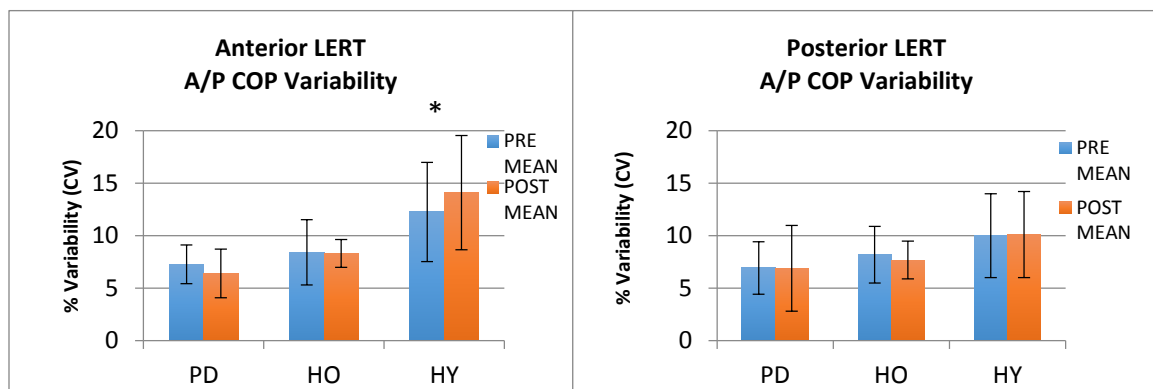 Anterior LERT
A/P COP Variability
*
% Variability (CV)
20
15
10
5
0
PD HO HY
PRE
MEAN
POST
MEAN
Posterior LERT
A/P COP Variability
% Variability (CV)
20
15
10
5
0
PD HO HY
PRE
MEAN
POST
MEAN